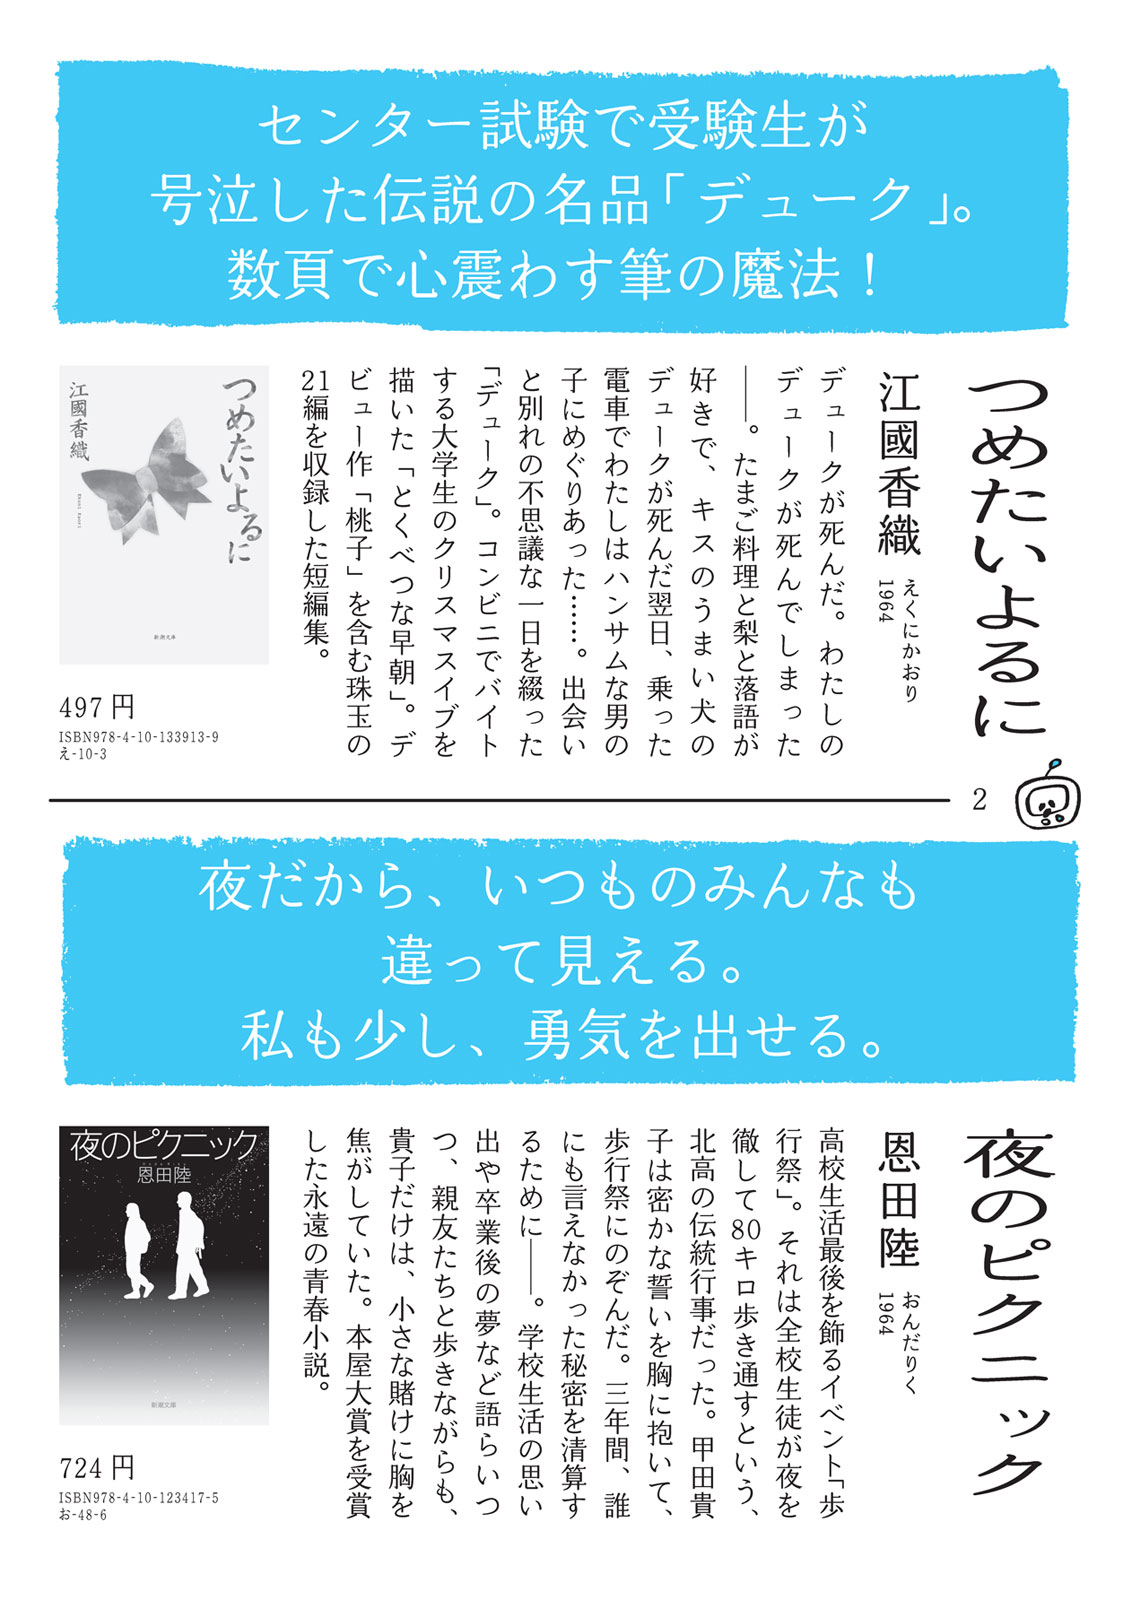 センター試験で受験生が
号泣した伝説の名品「デューク」。
数頁で心震わす筆の魔法！
つめたいよるに
江國香織
えくにかおり
1964
デュークが死んだ。わたしの
デュークが死んでしまった
――。たまご料理と梨と落語が
好きで、キスのうまい犬の
デュークが死んだ翌日、乗った
電車でわたしはハンサムな男の
子にめぐりあった……。出会い
と別れの不思議な一日を綴った
「デューク」。コンビニでバイト
する大学生のクリスマスイブを
描いた「とくべつな早朝」。デ
ビュー作「桃子」を含む珠玉の
21編を収録した短編集。
つめたいよるに
江國香織
Ekuni Kaori
新潮文庫
497円
ISBN978-4-10-133913-9
え-10-3
2
夜だから、いつものみんなも
違って見える。
私も少し、勇気を出せる。
夜のピクニック
恩田陸
おんだりく
1964
高校生活最後を飾るイベント「歩
行祭」。それは全校生徒が夜を
徹して80キロ歩き通すという、
北高の伝統行事だった。甲田貴
子は密かな誓いを胸に抱いて、
歩行祭にのぞんだ。三年間、誰
にも言えなかった秘密を清算す
るために――。学校生活の思い
出や卒業後の夢など語らいつ
つ、親友たちと歩きながらも、
貴子だけは、小さな賭けに胸を
焦がしていた。本屋大賞を受賞
した永遠の青春小説。
夜のピクニック
恩田陸
新潮文庫
724円
ISBN978-4-10-123417-5
お-48-6